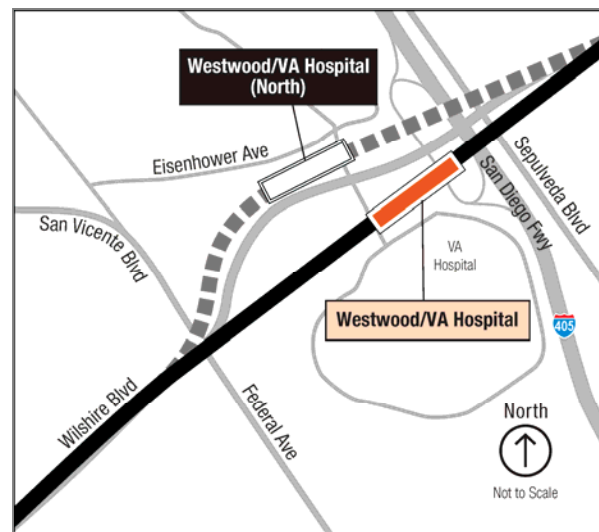 Westwood/VA Hospital
(North)
Eisenhower Ave
San Vicente Blvd
Sepulveda Blvd
San Diego Fwy
VA
Hospital
Westwood/VA Hospital
405
Wilshire Blvd
Federal Ave
North
Not to Scale